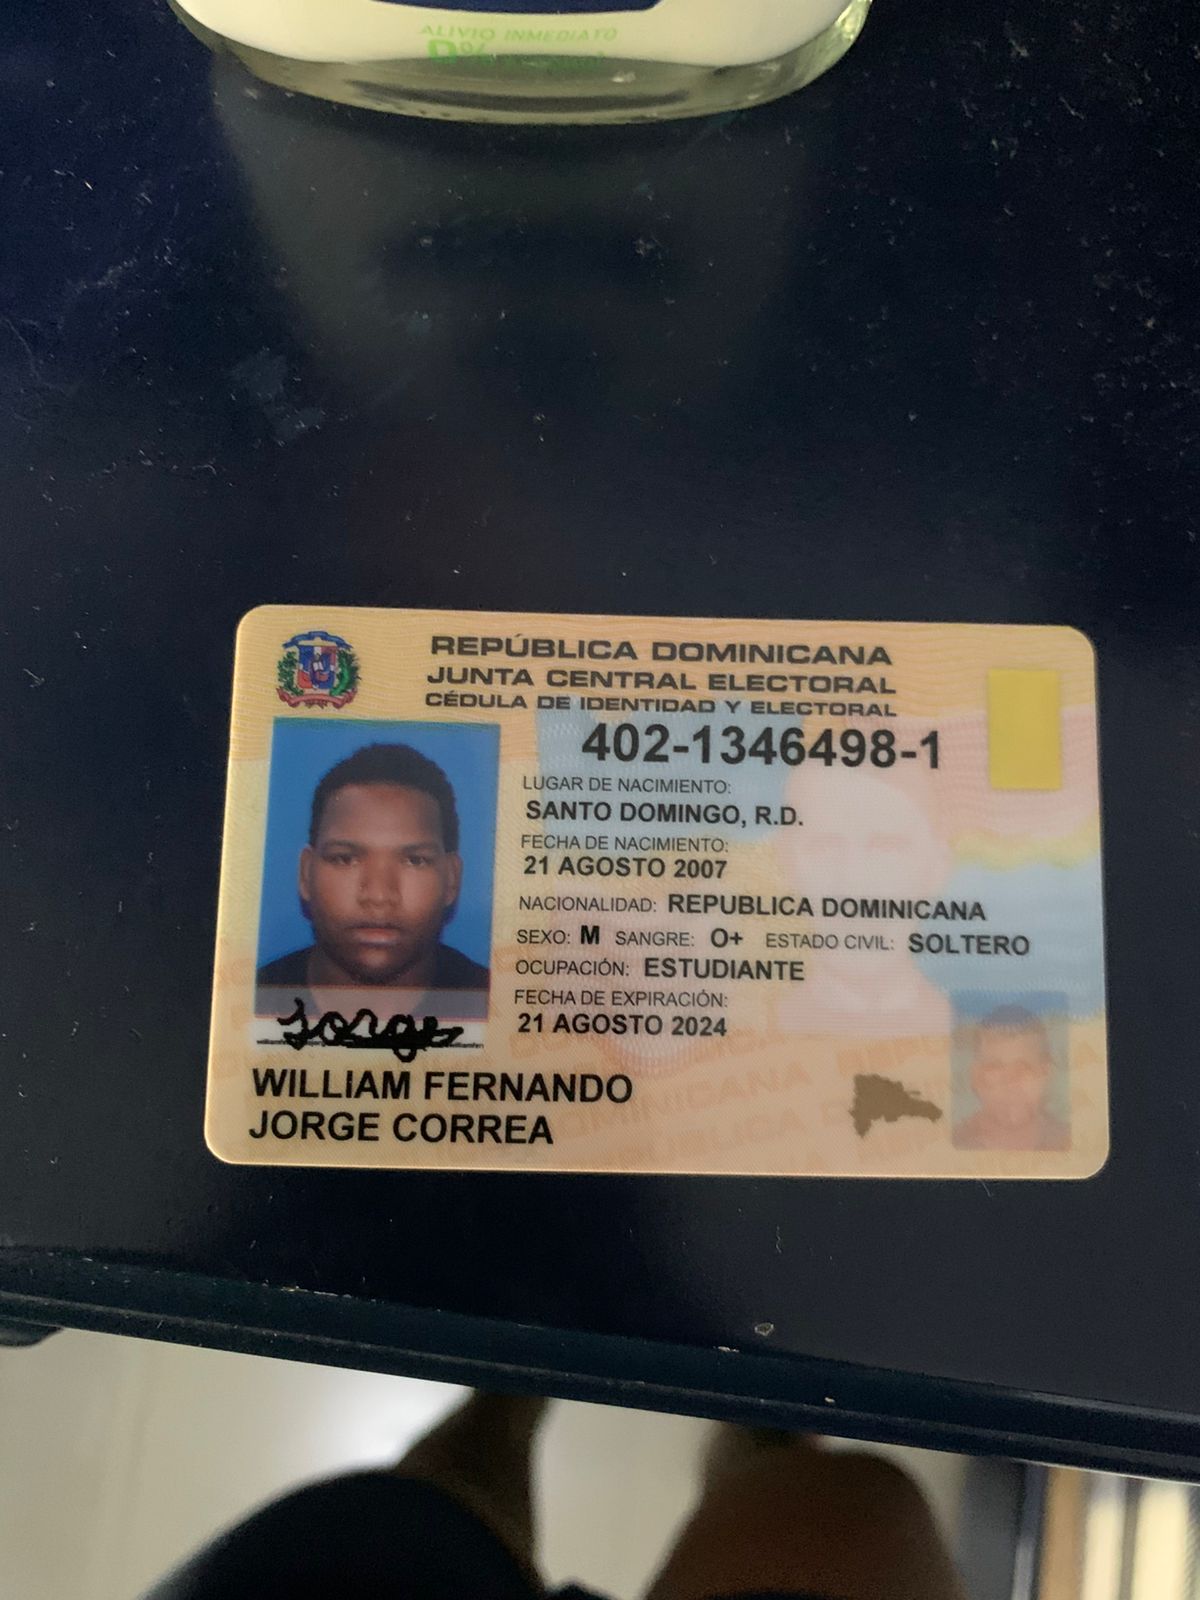 ALIVIO INMEDIATO
0%
REPÚBLICA DOMINICANA
JUNTA CENTRAL ELECTORAL
CÉDULA DE IDENTIDAD Y ELECTORAL
402-1346498-1
LUGAR DE NACIMIENTO:
SANTO DOMINGO, R.D.
FECHA DE NACIMIENTO:
21 AGOSTO 2007
NACIONALIDAD: REPUBLICA DOMINICANA
SEXO: M SANGRE: O+ ESTADO CIVIL: SOLTERO
OCUPACIÓN: ESTUDIANTE
FECHA DE EXPIRACIÓN:
21 AGOSTO 2024
Jorge
WILLIAM FERNANDO
JORGE CORREA